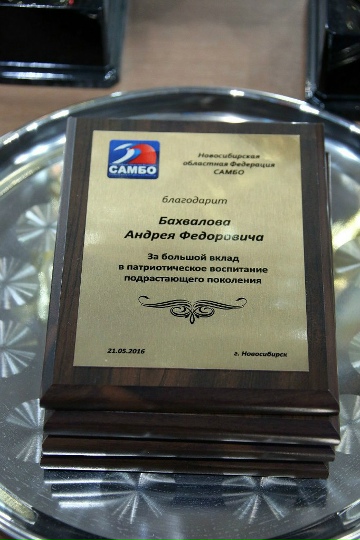 САМБО
Новосибирская
областная Федерация
САМБО
благодарит
Бахвалова
Андрея Федоровича
За большой вклад
в патриотическое воспитание
подрастающего поколения
21.05.2016
г. Новосибирск